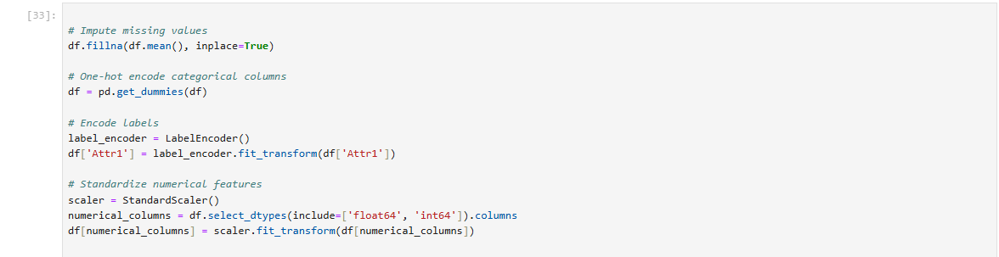 [33]:
# Impute missing values
df.fillna(df.mean(), inplace=True)
# One-hot encode categorical columns
df = pd.get_dummies(df)
# Encode labels
label_encoder = LabelEncoder()
df['Attr1'] = label_encoder.fit_transform(df['Attr1'])
# Standardize numerical features
scaler = StandardScaler()
numerical_columns = df.select_dtypes(include=['float64', 'int64']).columns
df[numerical_columns] = scaler.fit_transform(df[numerical_columns])